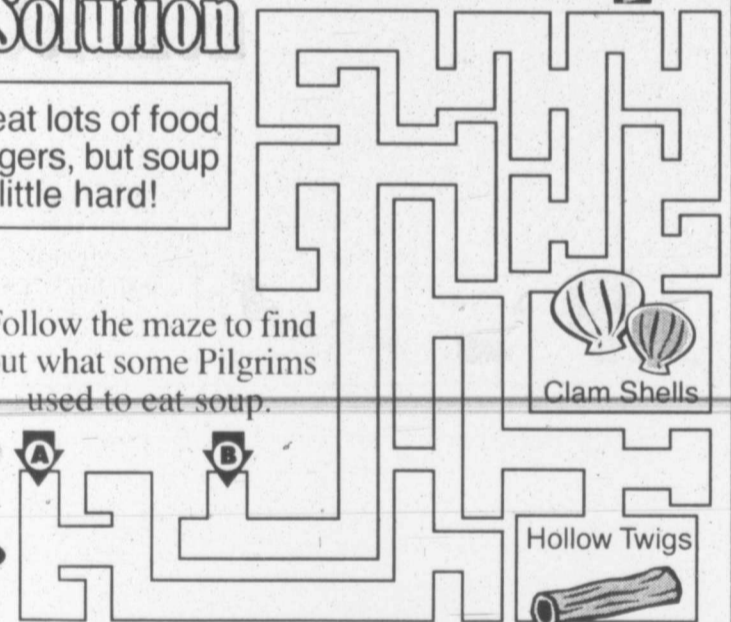 Solution
eat lots of food
gers, but soup
little hard!
follow the maze to find
ut what some Pilgrims
used to eat soup.
A
B
Clam Shells
Hollow Twigs